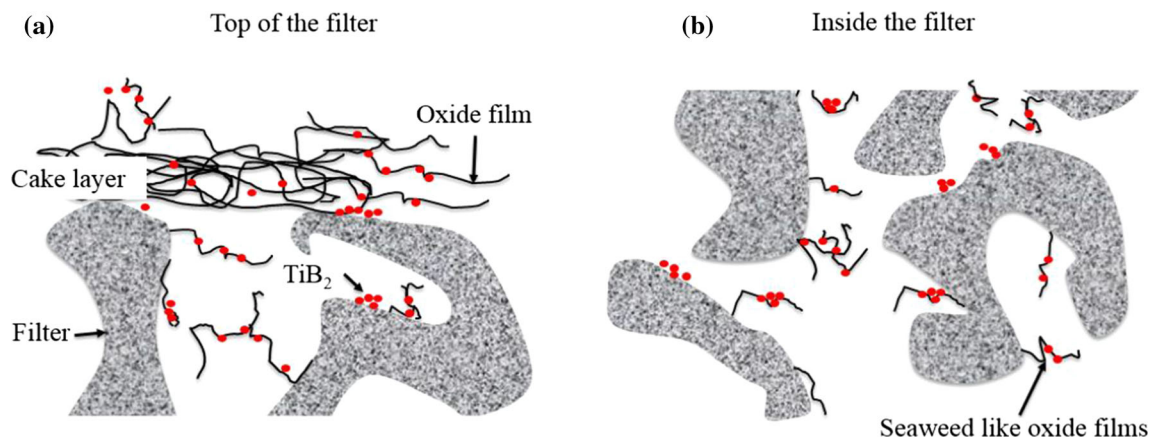 (a)
Top of the filter
Oxide film
Cake layer
TiB₂
Filter
(b)
Inside the filter
Seaweed like oxide films